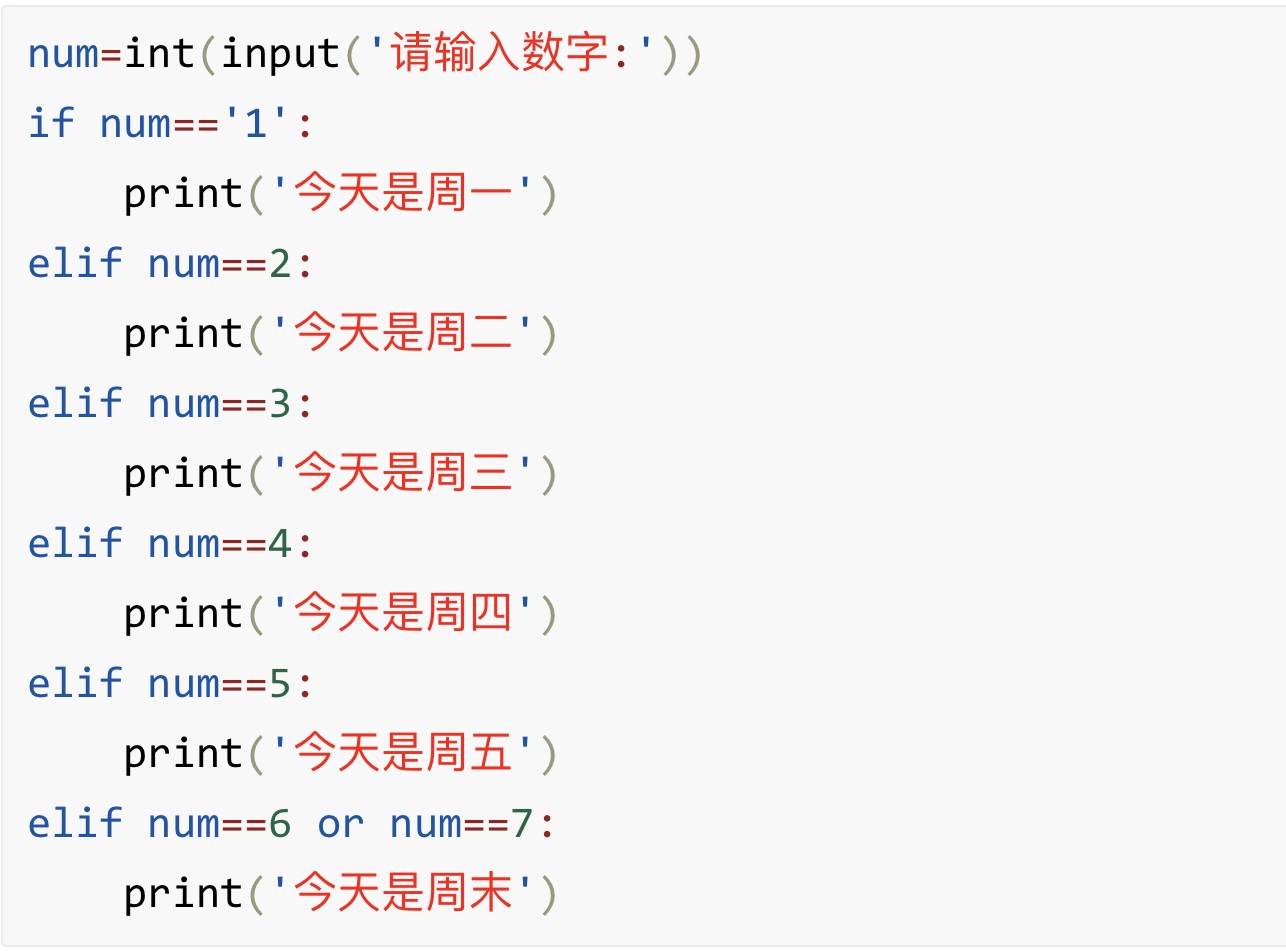 num=int(input('请输入数字:'))
if num=='1':
    print('今天是周一')
elif num==2:
    print('今天是周二')
elif num==3:
    print('今天是周三')
elif num==4:
    print('今天是周四')
elif num==5:
    print('今天是周五')
elif num==6 or num==7:
    print('今天是周末')